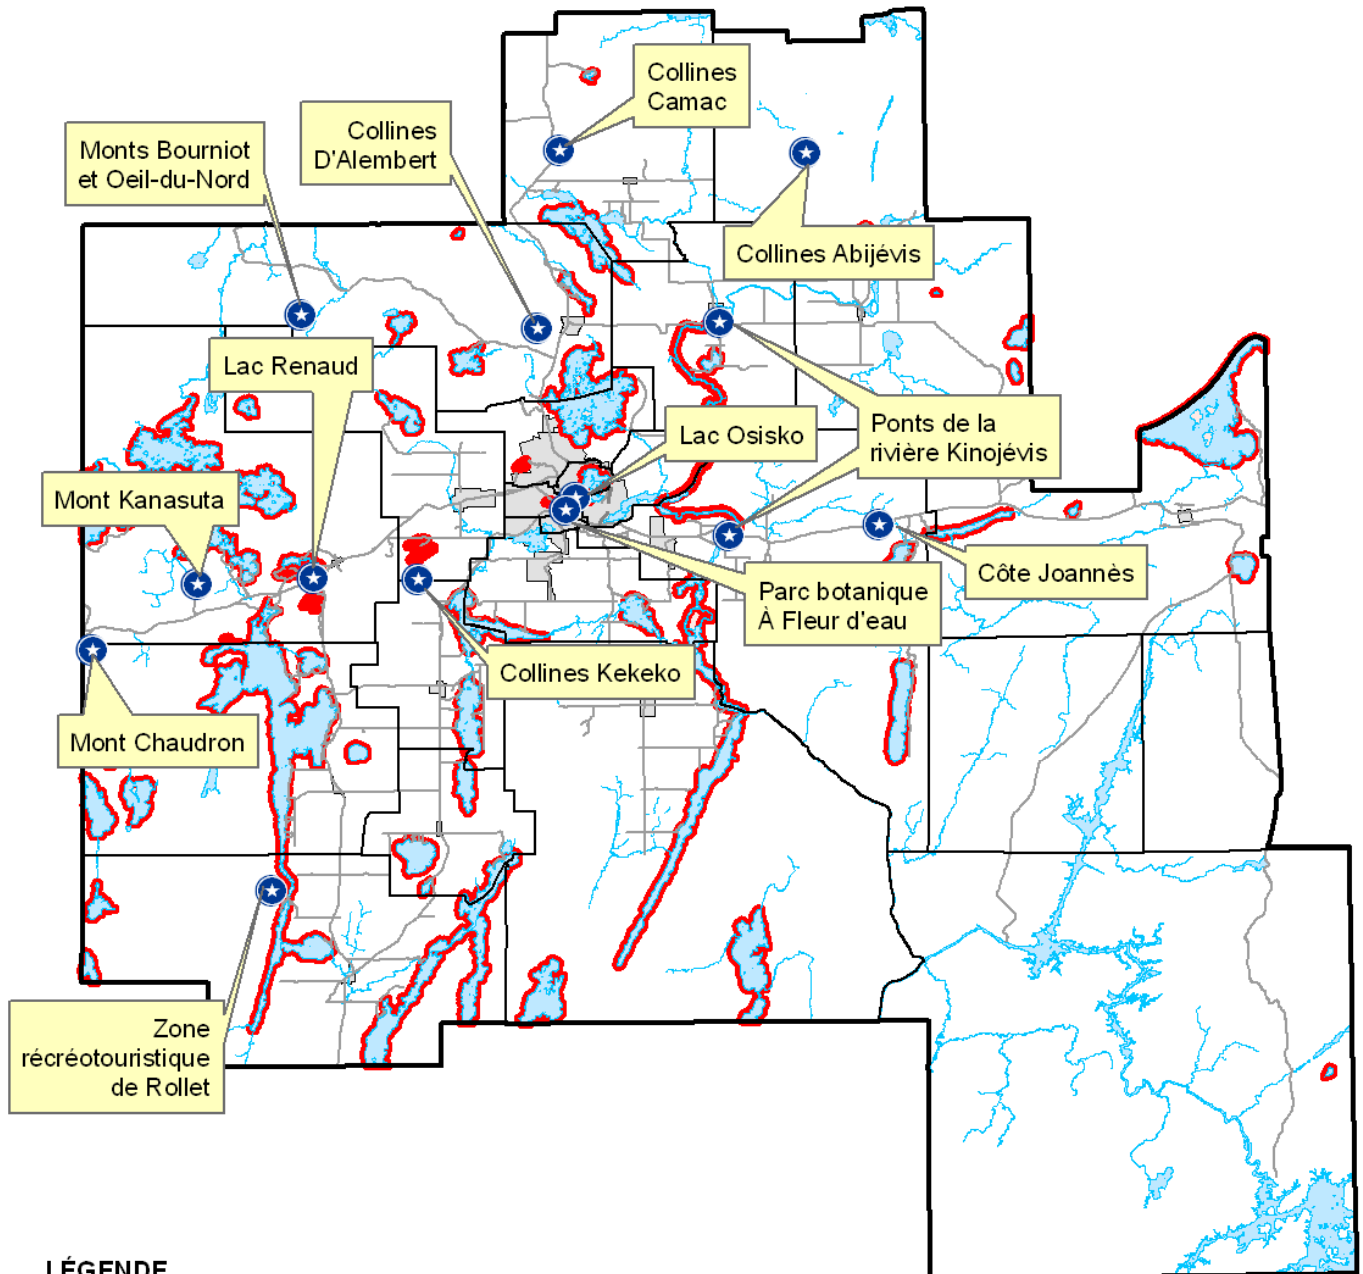 Collines
Camac
Collines
D'Alembert
Monts Bourniot
et Oeil-du-Nord
Collines Abijévis
Lac Renaud
Ponts de la
rivière Kinojévis
Lac Osisko
Mont Kanasuta
Côte Joannès
Parc botanique
À Fleur d'eau
Collines Kekeko
Mont Chaudron
Zone
récréotouristique
de Rollet
LÉGENDE